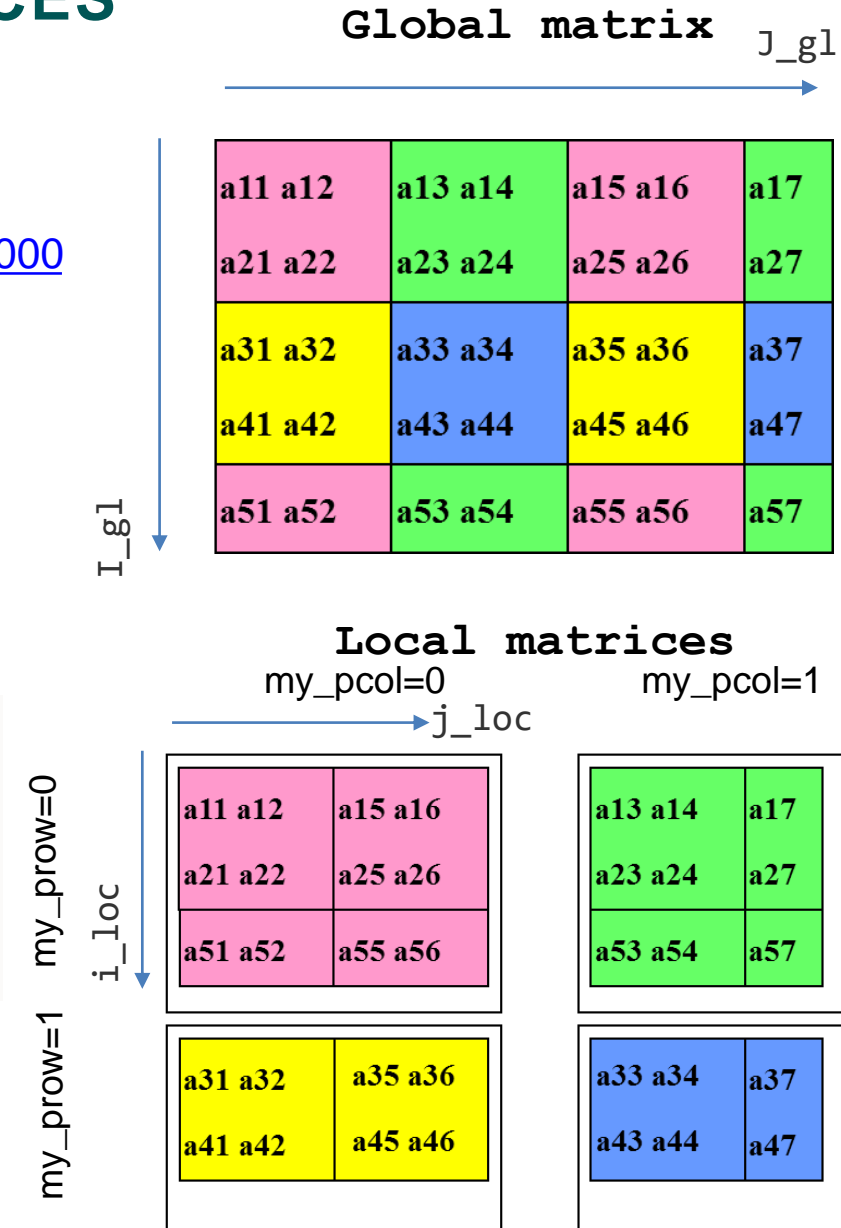 CES
Global matrix
J_gl
000
I_gl
a11 a12 a13 a14 a15 a16 a17
a21 a22 a23 a24 a25 a26 a27
a31 a32 a33 a34 a35 a36 a37
a41 a42 a43 a44 a45 a46 a47
a51 a52 a53 a54 a55 a56 a57
Local matrices
my_pcol=0 my_pcol=1
j_loc
my_prow=0
i_loc
a11 a12 a15 a16 a13 a14 a17
a21 a22 a25 a26 a23 a24 a27
a51 a52 a55 a56 a53 a54 a57
my_prow=1
a31 a32 a35 a36 a33 a34 a37
a41 a42 a45 a46 a43 a44 a47